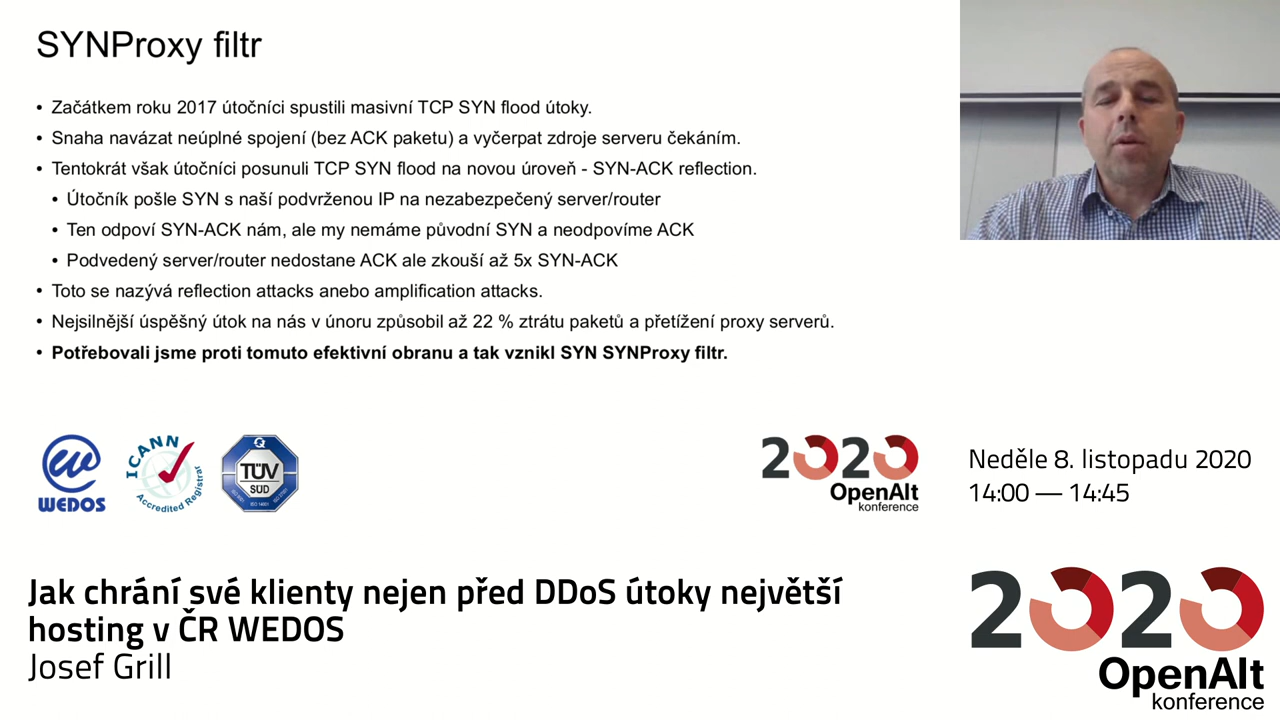 SYNProxy filtr
• Začátkem roku 2017 útočníci spustili masivní TCP SYN flood útoky.
• Snaha navázat neúplné spojení (bez ACK paketu) a vyčerpat zdroje serveru čekáním.
• Tentokrát však útočníci posunuli TCP SYN flood na novou úroveň - SYN-ACK reflection.
• Útočník pošle SYN s naší podvrženou IP na nezabezpečený server/router
• Ten odpoví SYN-ACK nám, ale my nemáme původní SYN a neodpovíme ACK
• Podvedený server/router nedostane ACK ale zkouší až 5x SYN-ACK
• Toto se nazývá reflection attacks anebo amplification attacks.
• Nejsilnější úspěšný útok na nás v únoru způsobil až 22 % ztrátu paketů a přetížení proxy serverů.
• Potřebovali jsme proti tomuto efektivní obranu a tak vznikl SYN SYNProxy filtr.
WEDOS
ICANN
Accredited Registrar
TÜV
SÜD
2020
OpenAlt
konference
Neděle 8. listopadu 2020
14:00 — 14:45
Jak chrání své klienty nejen před DDoS útoky největší
hosting v ČR WEDOS
Josef Grill
2020
OpenAlt
konference